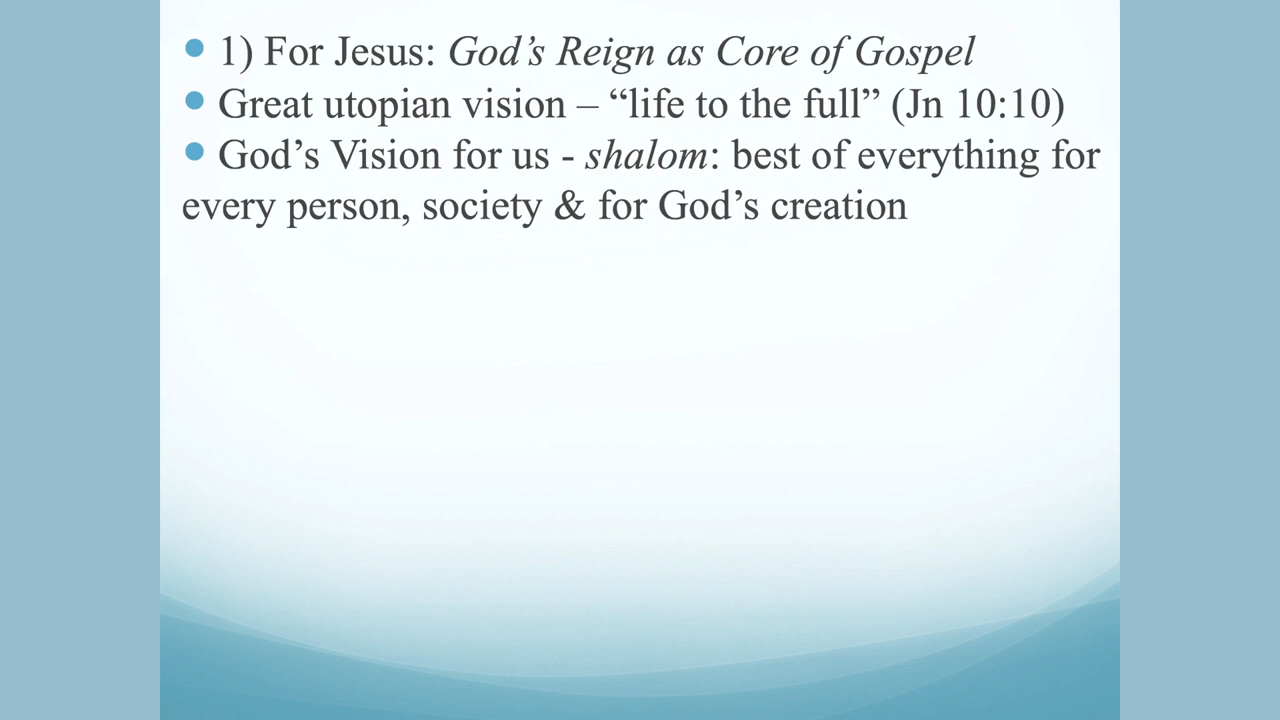 • 1) For Jesus: God’s Reign as Core of Gospel
• Great utopian vision – “life to the full” (Jn 10:10)
• God’s Vision for us - shalom: best of everything for
every person, society & for God’s creation